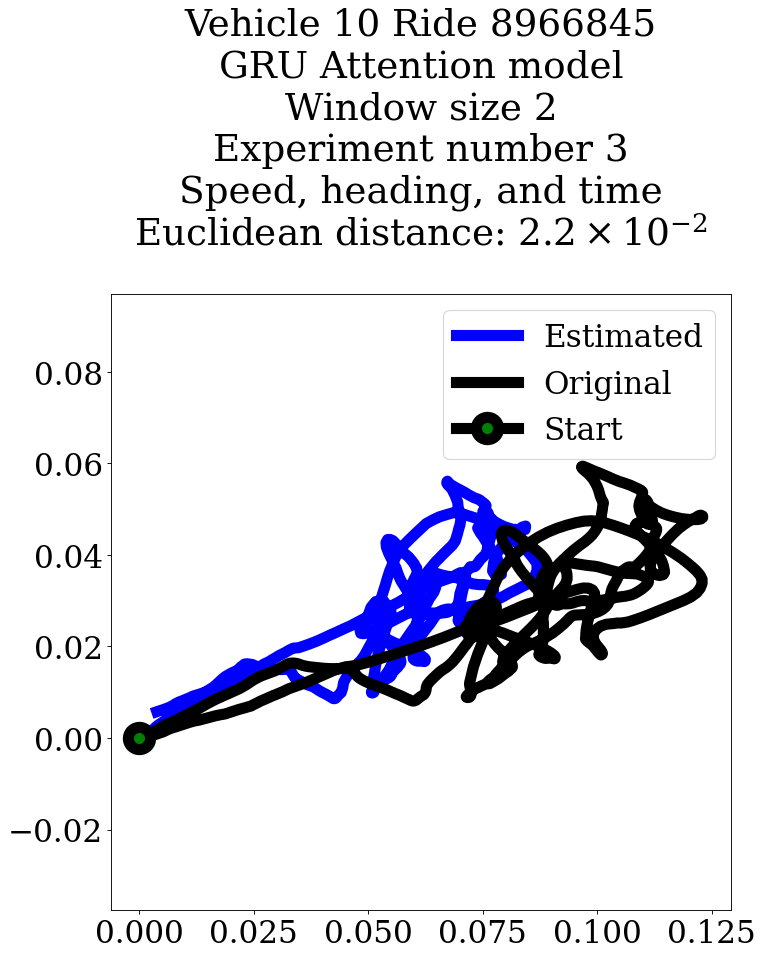 Vehicle 10 Ride 8966845
GRU Attention model
Window size 2
Experiment number 3
Speed, heading, and time
Euclidean distance: 2.2 × 10⁻²
Estimated
Original
Start
0.08
0.06
0.04
0.02
0.00
−0.02
0.000 0.025 0.050 0.075 0.100 0.125